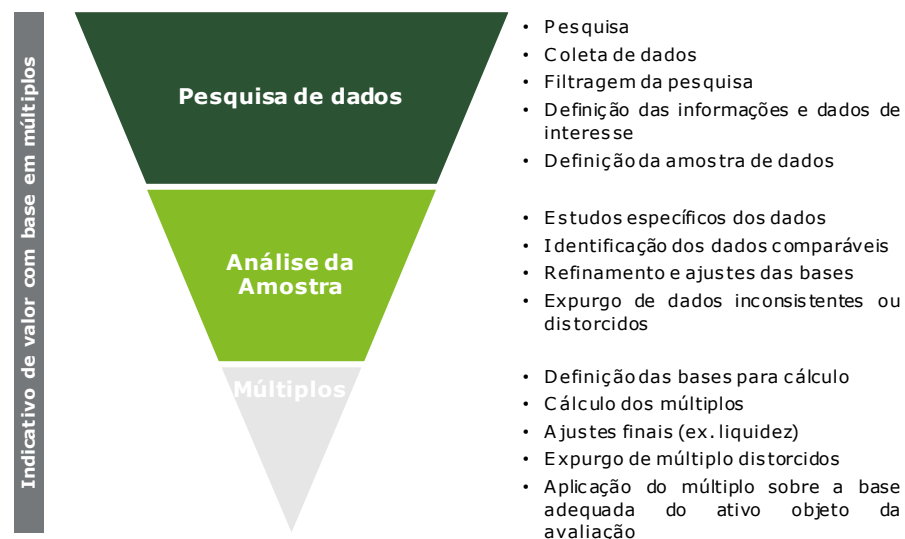 Indicativo de valor com base em múltiplos
Pesquisa de dados
• Pesquisa
• Coleta de dados
• Filtragem da pesquisa
• Definição das informações e dados de
interesse
• Definição da amostra de dados
Análise da
Amostra
• Estudos específicos dos dados
• Identificação dos dados comparáveis
• Refinamento e ajustes das bases
• Expurgo de dados inconsistentes ou
distorcidos
Múltiplos
• Definição das bases para cálculo
• Cálculo dos múltiplos
• Ajustes finais (ex. liquidez)
• Expurgo de múltiplo distorcidos
• Aplicação do múltiplo sobre a base
adequada do ativo objeto da
avaliação